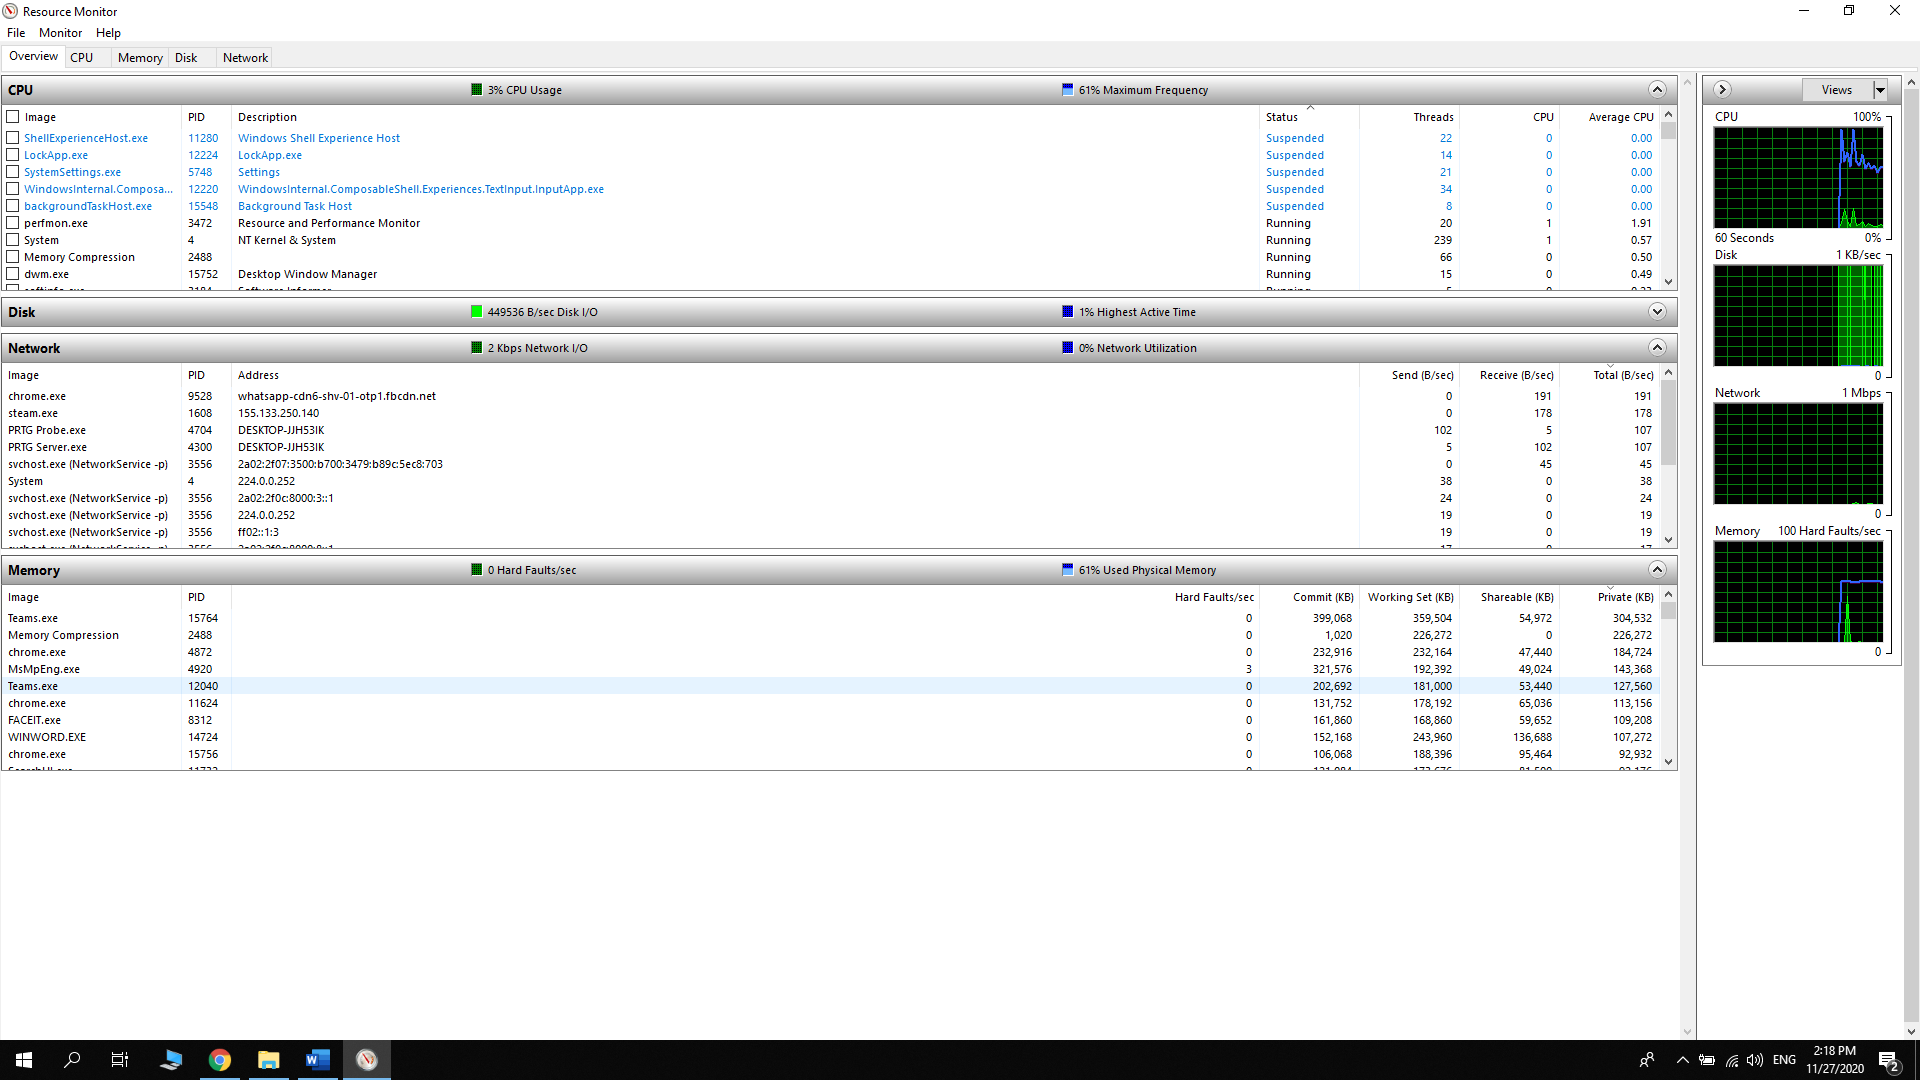 Resource Monitor
File Monitor Help
Overview CPU Memory Disk Network
CPU 3% CPU Usage 61% Maximum Frequency
Image PID Description Status Threads CPU Average CPU
ShellExperienceHost.exe 11280 Windows Shell Experience Host Suspended 22 0 0.00
LockApp.exe 12224 LockApp.exe Suspended 14 0 0.00
SystemSettings.exe 5748 Settings Suspended 21 0 0.00
WindowsInternal.Composa... 12220 WindowsInternal.ComposableShell.Experiences.TextInput.InputApp.exe Suspended 34 0 0.00
backgroundTaskHost.exe 15548 Background Task Host Suspended 8 0 0.00
perfmon.exe 3472 Resource and Performance Monitor Running 20 1 1.91
System 4 NT Kernel & System Running 239 1 0.57
Memory Compression 2488 Running 66 0 0.50
dwm.exe 15752 Desktop Window Manager Running 15 0 0.49
Disk 449536 B/sec Disk I/O 1% Highest Active Time
Network 2 Kbps Network I/O 0% Network Utilization
Image PID Address Send (B/sec) Receive (B/sec) Total (B/sec)
chrome.exe 9528 whatsapp-cdn6-shv-01-otp1.fbcdn.net 0 191 191
steam.exe 1608 155.133.250.140 0 178 178
PRTG Probe.exe 4704 DESKTOP-JJH53IK 102 5 107
PRTG Server.exe 4300 DESKTOP-JJH53IK 5 102 107
svchost.exe (NetworkService -p) 3556 2a02:2f07:3500:b700:3479:b89c:5ec8:703 0 45 45
System 4 224.0.0.252 38 0 38
svchost.exe (NetworkService -p) 3556 2a02:2f0c:8000:3::1 24 0 24
svchost.exe (NetworkService -p) 3556 224.0.0.252 19 0 19
svchost.exe (NetworkService -p) 3556 ff02::1:3 19 0 19
Memory 0 Hard Faults/sec 61% Used Physical Memory
Image PID Hard Faults/sec Commit (KB) Working Set (KB) Shareable (KB) Private (KB)
Teams.exe 15764 0 399,068 359,504 54,972 304,532
Memory Compression 2488 0 1,020 226,272 0 226,272
chrome.exe 4872 0 232,916 232,164 47,440 184,724
MsMpEng.exe 4920 3 321,576 192,392 49,024 143,368
Teams.exe 12040 0 202,692 181,000 53,440 127,560
chrome.exe 11624 0 131,752 178,192 65,036 113,156
FACEIT.exe 8312 0 161,860 168,860 59,652 109,208
WINWORD.EXE 14724 0 152,168 243,960 136,688 107,272
chrome.exe 15756 0 106,068 188,396 95,464 92,932
Views
CPU 100%
60 Seconds 0%
Disk 1 KB/sec
0
Network 1 Mbps
0
Memory 100 Hard Faults/sec
0
ENG
2:18 PM
11/27/2020
2